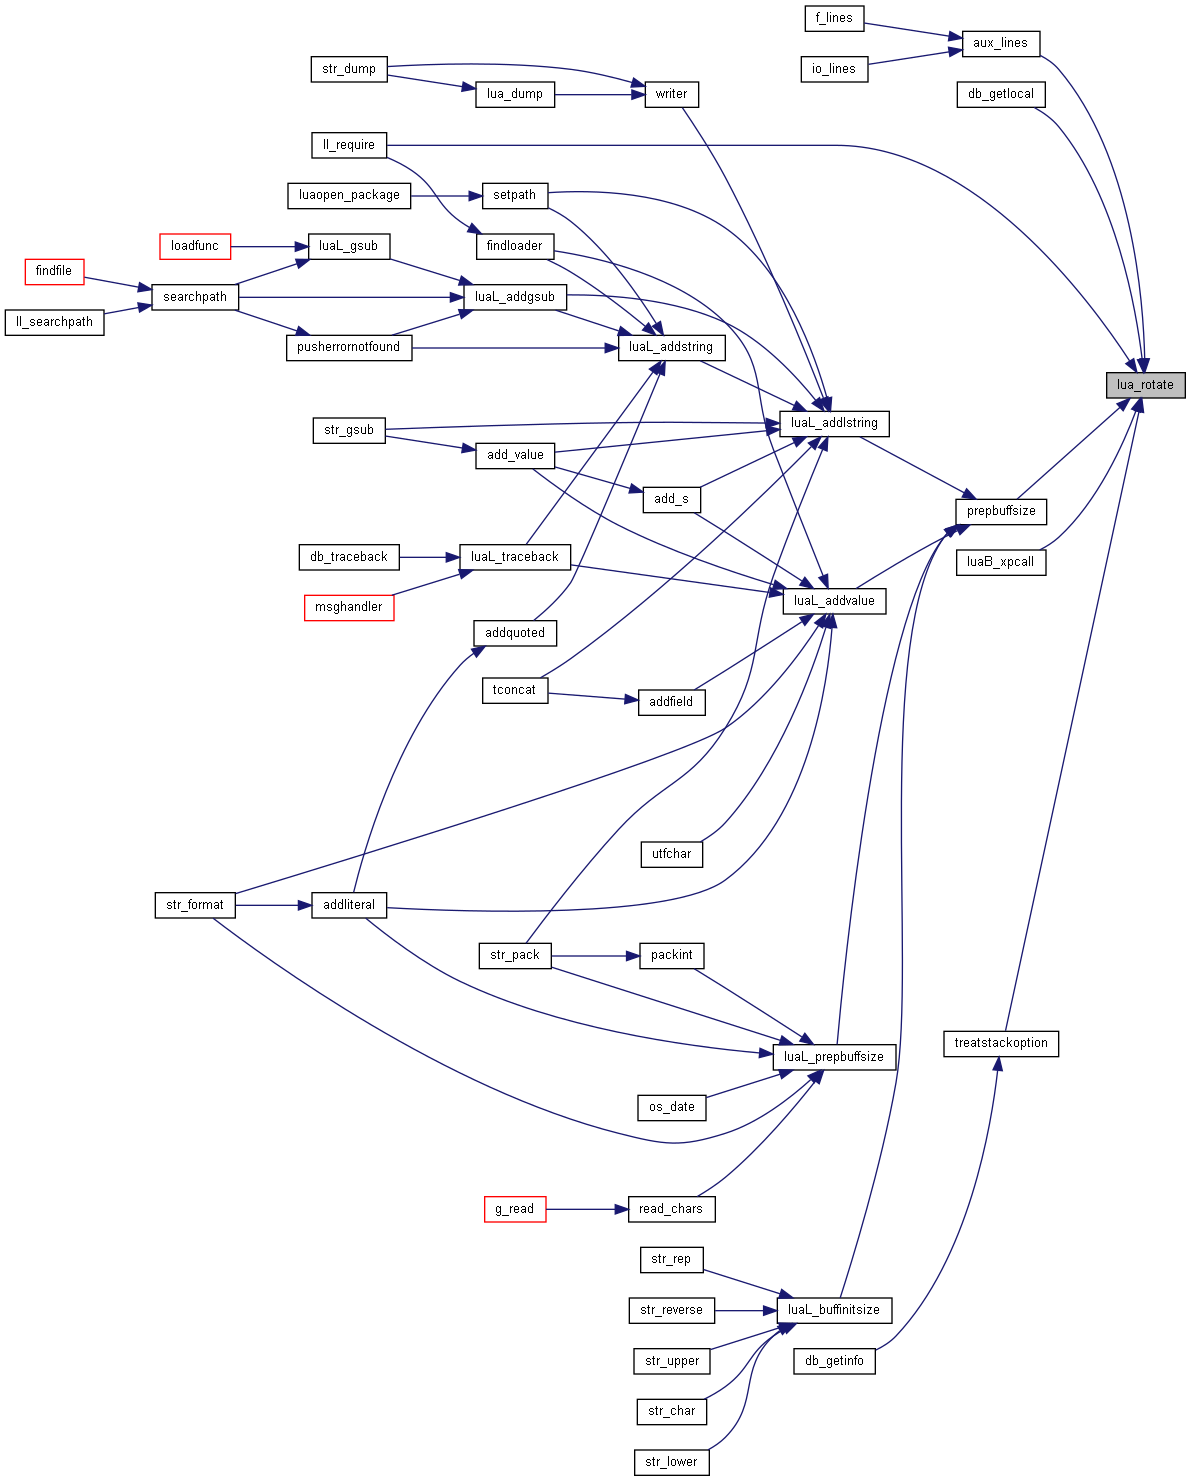 f_lines
aux_lines
str_dump
io_lines
lua_dump
writer
db_getlocal
ll_require
luaopen_package
setpath
loadfunc
luaL_gsub
findloader
findfile
searchpath
luaL_addgsub
ll_searchpath
pusherrornotfound
luaL_addstring
lua_rotate
str_gsub
luaL_addlstring
add_value
add_s
prepbuffsize
db_traceback
luaL_traceback
luaB_xpcall
msghandler
luaL_addvalue
addquoted
tconcat
addfield
utfchar
str_format
addliteral
str_pack
packint
treatstackoption
luaL_prepbuffsize
os_date
g_read
read_chars
str_rep
str_reverse
luaL_buffinitsize
str_upper
db_getinfo
str_char
str_lower